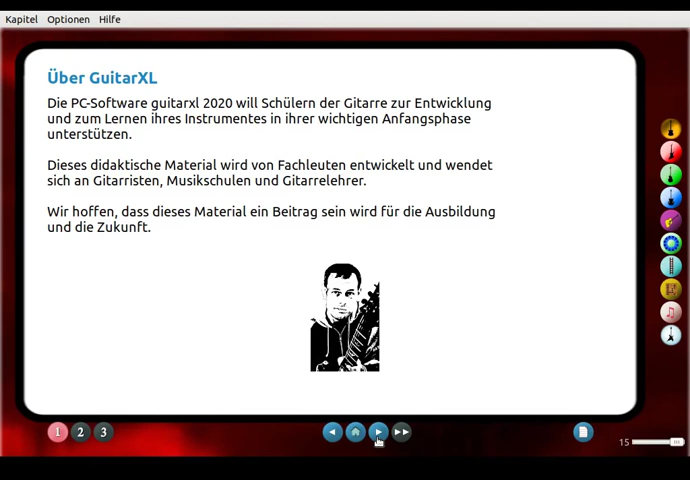 Kapitel Optionen Hilfe
Über GuitarXL
Die PC-Software guitarxl 2020 will Schülern der Gitarre zur Entwicklung
und zum Lernen ihres Instrumentes in ihrer wichtigen Anfangsphase
unterstützen.
Dieses didaktische Material wird von Fachleuten entwickelt und wendet
sich an Gitarristen, Musikschulen und Gitarrelehrer.
Wir hoffen, dass dieses Material ein Beitrag sein wird für die Ausbildung
und die Zukunft.
1 2 3
15